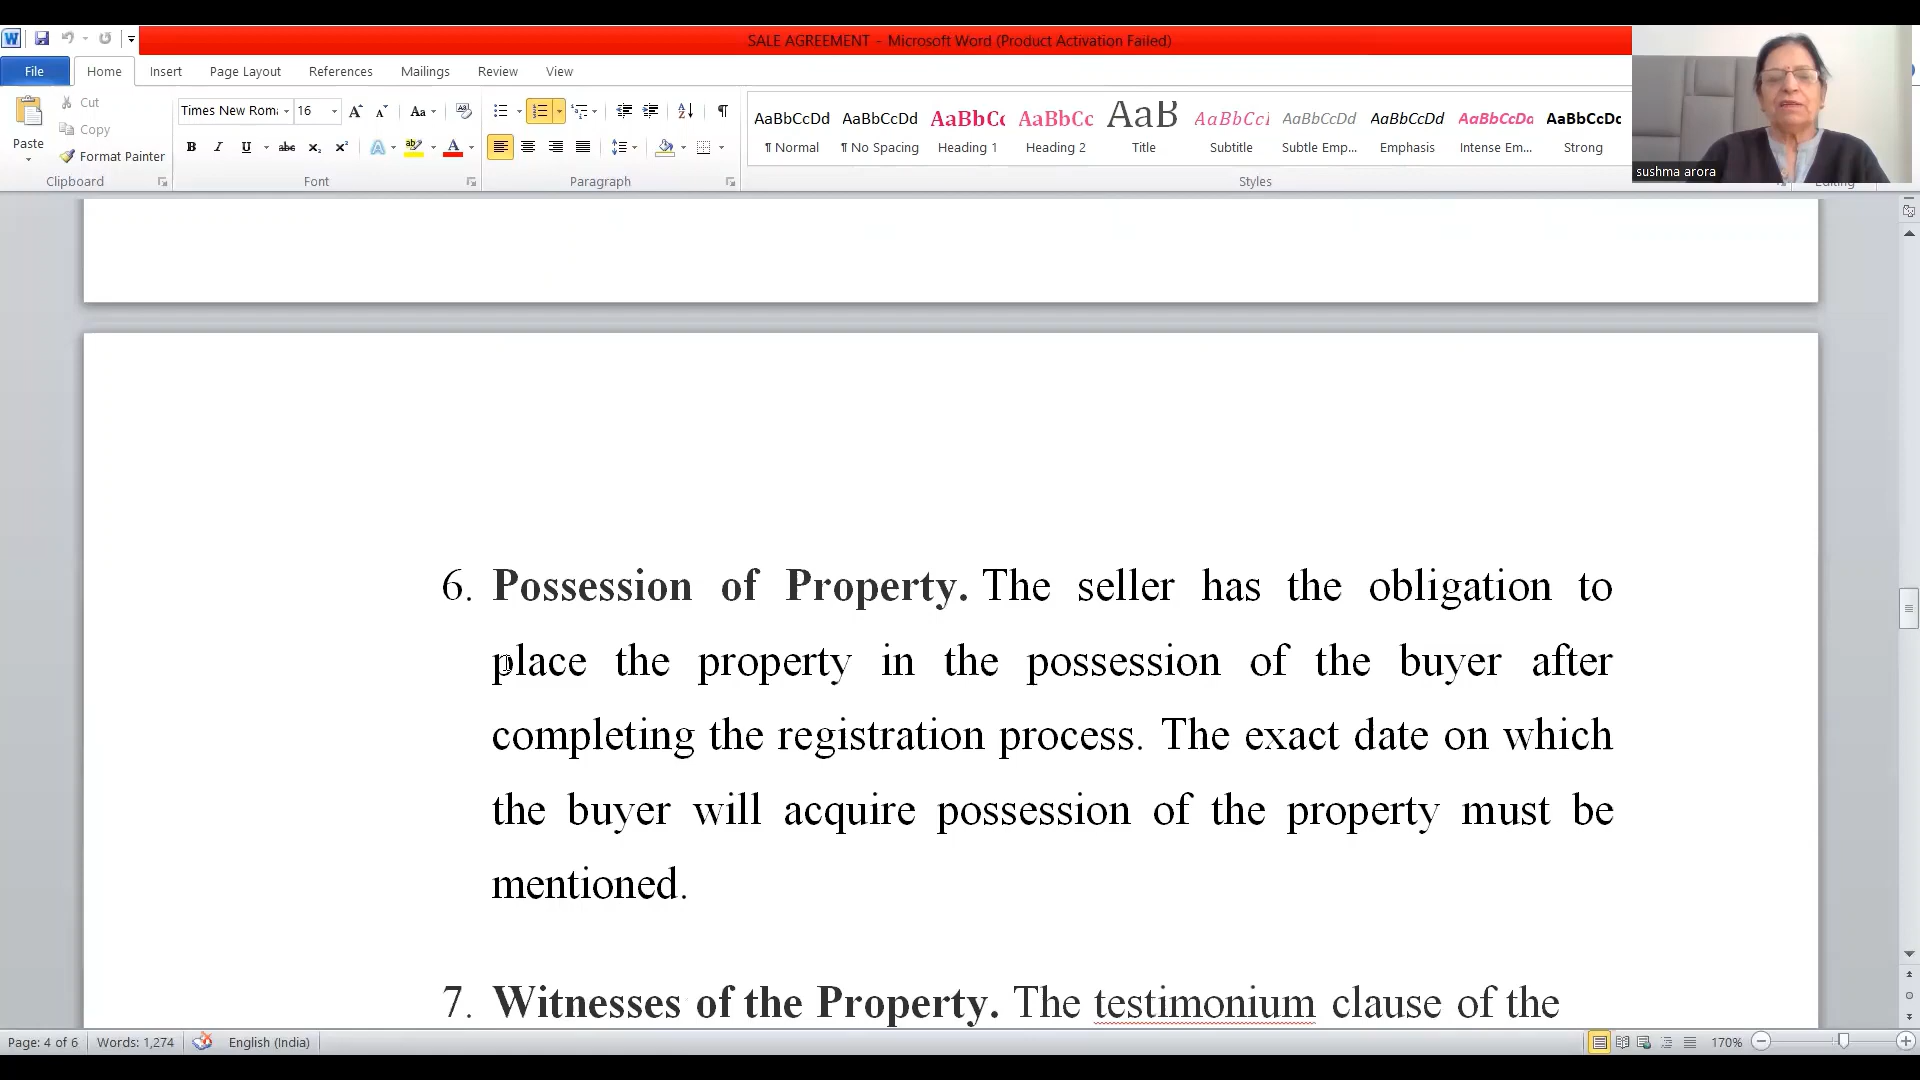 SALE AGREEMENT - Microsoft Word (Product Activation Failed)
File Home Insert Page Layout References Mailings Review View
Times New Rom 16
Paste
Cut
Copy
Format Painter
AaBbCcDd AaBbCcDd AaBbCc AaBbCc AaB AaBbCcI AaBbCcDd AaBbCcDd AaBbCcDd AaBbCcDc
¶ Normal ¶ No Spacing Heading 1 Heading 2 Title Subtitle Subtle Emp... Emphasis Intense Em... Strong
Clipboard Font Paragraph Styles Editing
sushma arora
6. Possession of Property. The seller has the obligation to
place the property in the possession of the buyer after
completing the registration process. The exact date on which
the buyer will acquire possession of the property must be
mentioned.
7. Witnesses of the Property. The testimonium clause of the
Page: 4 of 6 Words: 1,274 English (India) 170%